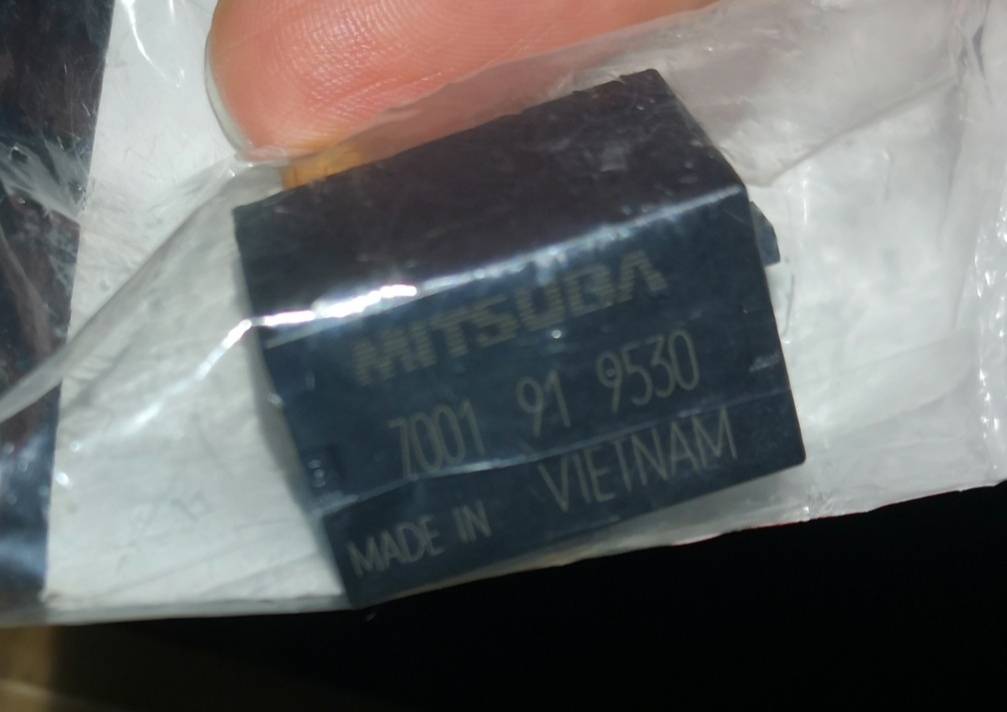 MITSUBA
7001 91 9530
MADE IN VIETNAM